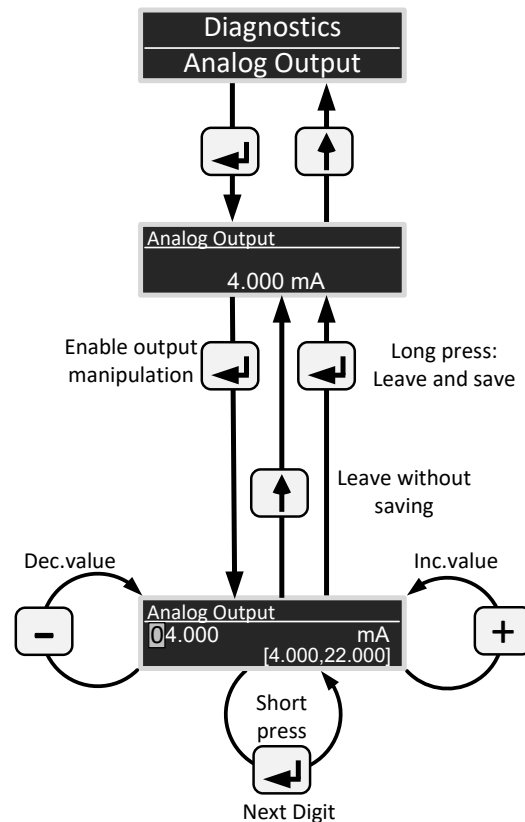 Diagnostics
Analog Output
Analog Output
4.000 mA
Enable output
manipulation
Long press:
Leave and save
Leave without
saving
Dec.value
Inc.value
-
Analog Output
04.000 mA
[4.000,22.000]
+
Short
press
Next Digit